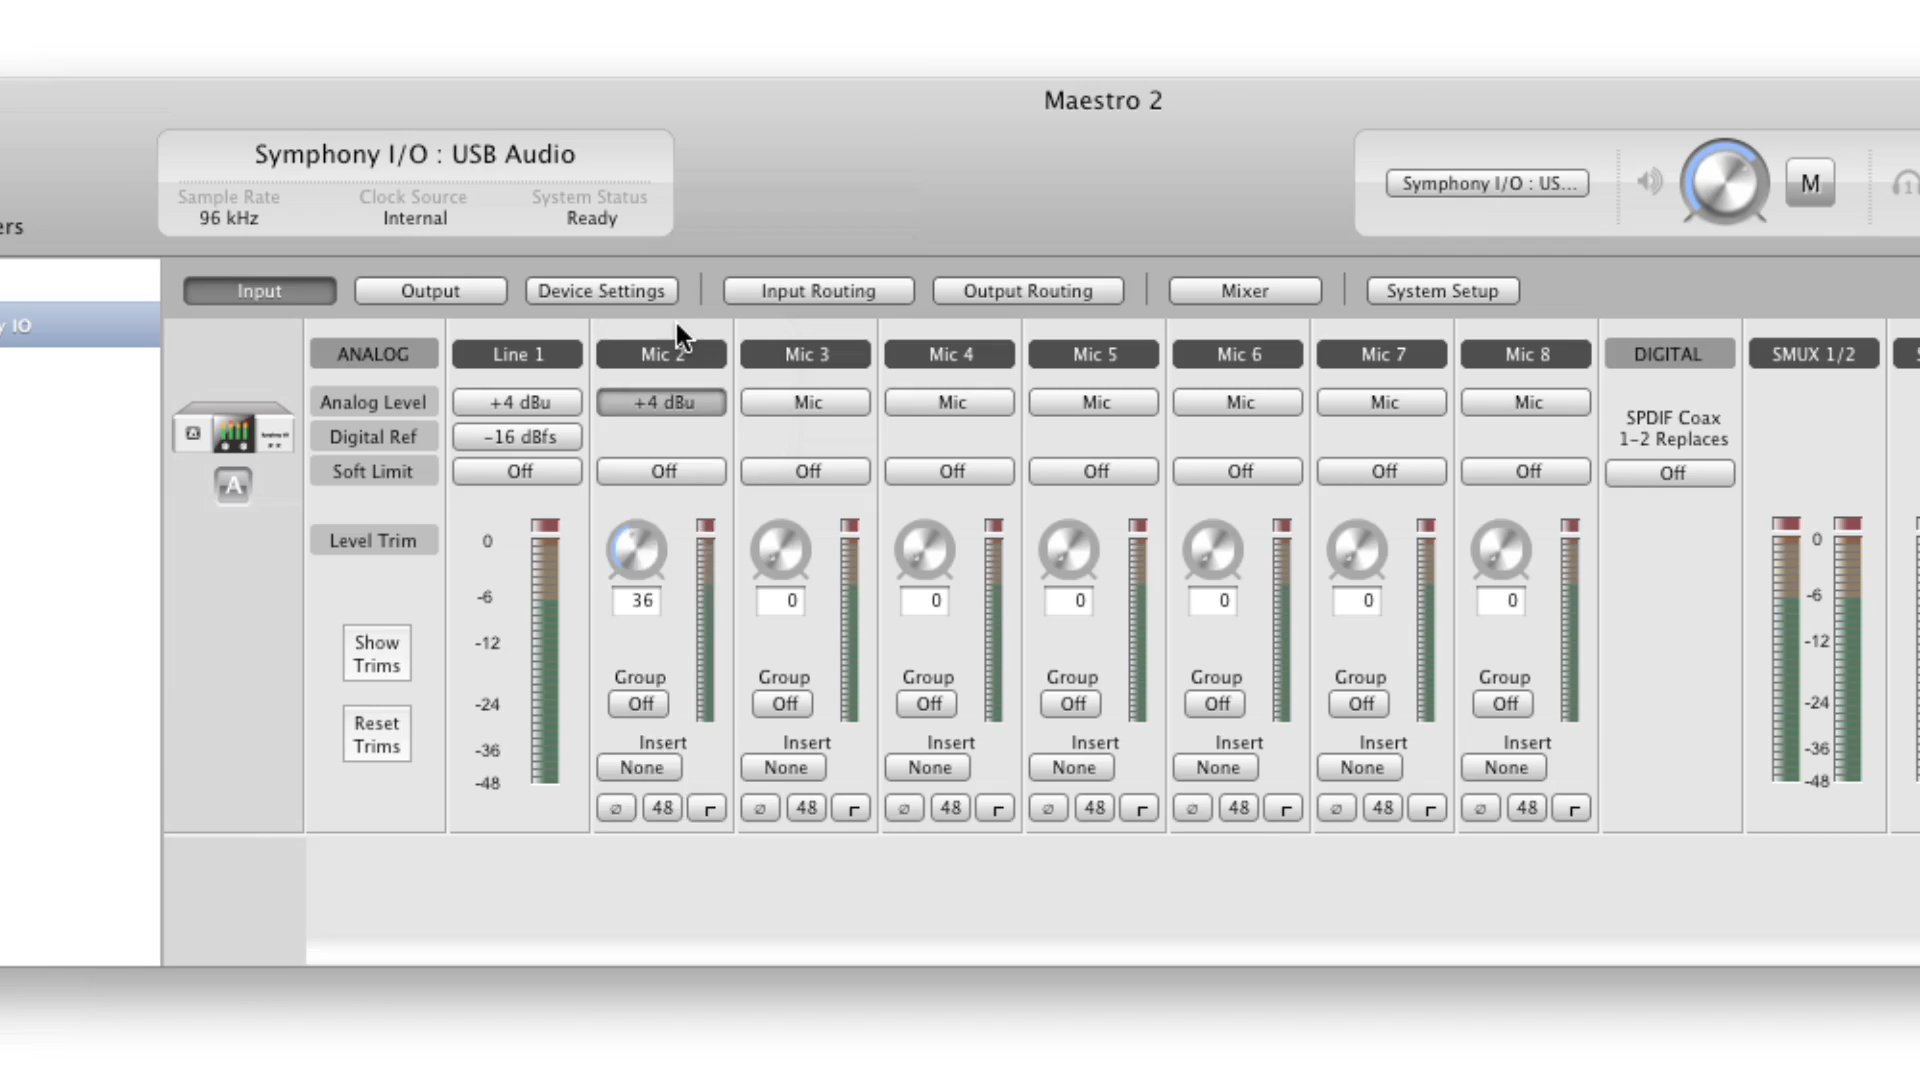 Maestro 2
Symphony I/O : USB Audio
Sample Rate Clock Source System Status
96 kHz Internal Ready
Symphony I/O : US...
M
1
ers
y IO
Input Output Device Settings Input Routing Output Routing Mixer System Setup
ANALOG Line 1 Mic 2 Mic 3 Mic 4 Mic 5 Mic 6 Mic 7 Mic 8 DIGITAL SMUX 1/2
Analog Level +4 dBu +4 dBu Mic Mic Mic Mic Mic Mic
SPDIF Coax
1-2 Replaces
Digital Ref -16 dBfs
Soft Limit Off Off Off Off Off Off Off Off Off
A
Level Trim 0 0
36 0 0 0 0 0 0
-6 -6
Show
Trims
-12 -12
Group Group Group Group Group Group Group
-24 Off Off Off Off Off Off Off -24
Reset
Trims
Insert Insert Insert Insert Insert Insert Insert
-36 -36
None None None None None None None
-48 -48
ø 48 ø 48 ø 48 ø 48 ø 48 ø 48 ø 48